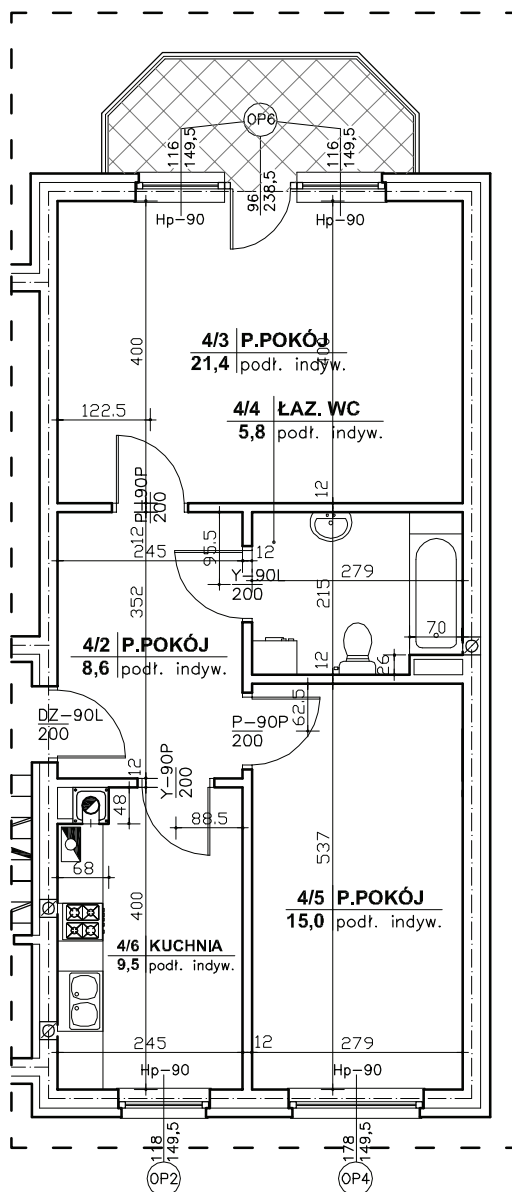 OP6
116
149,5
116
149,5
96
238,5
Hp-90
Hp-90
400
400
4/3 P.POKÓJ
21,4 podł. indyw.
122.5
4/4 ŁAZ. WC
5,8 podł. indyw.
P-90P
200
12
12
245
95.5
12
279
Y-90L
200
352
215
70
4/2 P.POKÓJ
8,6 podł. indyw.
12
26
DZ-90L
200
P-90P
200
62.5
12
Y-90P
200
48
88.5
68
537
400
4/5 P.POKÓJ
15,0 podł. indyw.
4/6 KUCHNIA
9,5 podł. indyw.
245
12
279
Hp-90
Hp-90
118
149,5
178
149,5
OP2
OP4